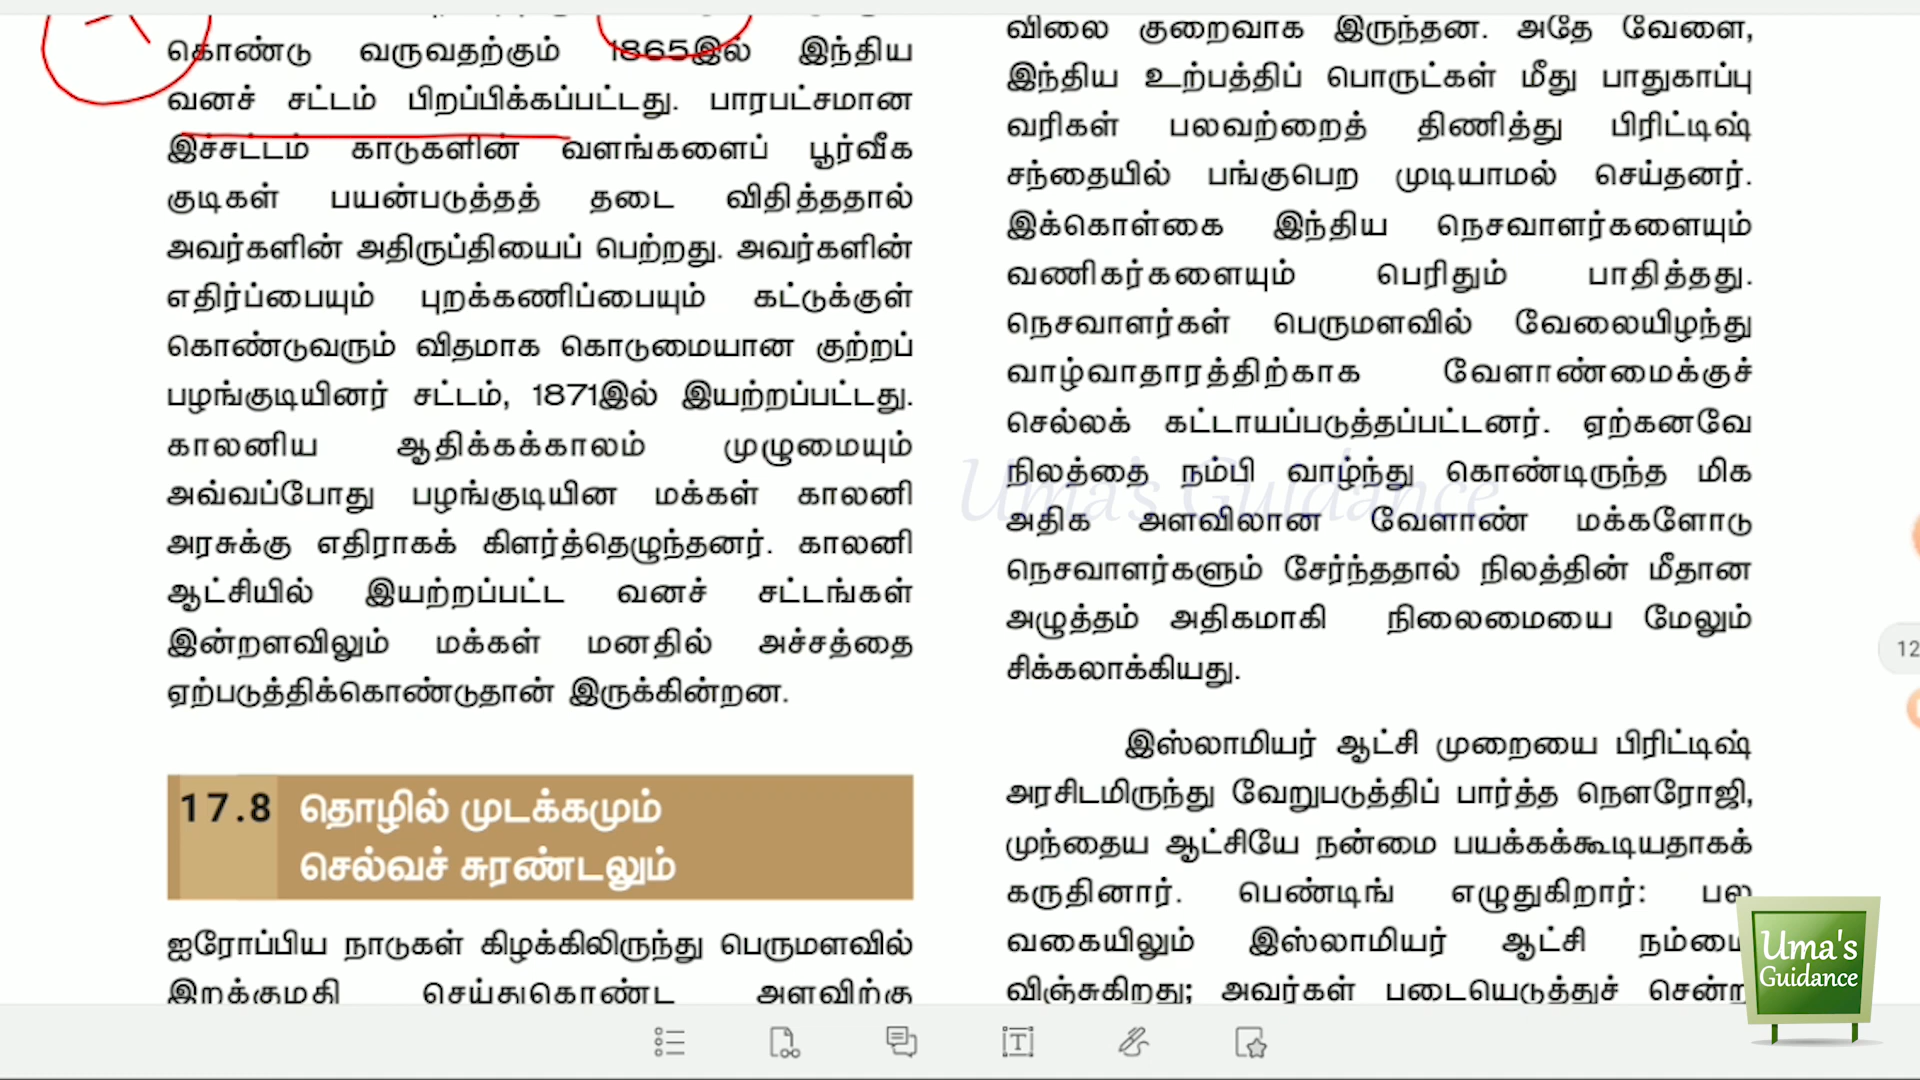 கொண்டு வருவதற்கும் 1865இல் இந்திய
வனச் சட்டம் பிறப்பிக்கப்பட்டது. பாரபட்சமான
இச்சட்டம் காடுகளின் வளங்களைப் பூர்வீக
குடிகள் பயன்படுத்தத் தடை விதித்ததால்
அவர்களின் அதிருப்தியைப் பெற்றது. அவர்களின்
எதிர்ப்பையும் புறக்கணிப்பையும் கட்டுக்குள்
கொண்டுவரும் விதமாக கொடுமையான குற்றப்
பழங்குடியினர் சட்டம், 1871இல் இயற்றப்பட்டது.
காலனிய ஆதிக்கக்காலம் முழுமையும்
அவ்வப்போது பழங்குடியின மக்கள் காலனி
அரசுக்கு எதிராகக் கிளர்த்தெழுந்தனர். காலனி
ஆட்சியில் இயற்றப்பட்ட வனச் சட்டங்கள்
இன்றளவிலும் மக்கள் மனதில் அச்சத்தை
ஏற்படுத்திக்கொண்டுதான் இருக்கின்றன.
17.8 தொழில் முடக்கமும்
செல்வச் சுரண்டலும்
ஐரோப்பிய நாடுகள் கிழக்கிலிருந்து பெருமளவில்
இறக்குமதி செய்துகொண்ட அளவிற்கு
விலை குறைவாக இருந்தன. அதே வேளை,
இந்திய உற்பத்திப் பொருட்கள் மீது பாதுகாப்பு
வரிகள் பலவற்றைத் திணித்து பிரிட்டிஷ்
சந்தையில் பங்குபெற முடியாமல் செய்தனர்.
இக்கொள்கை இந்திய நெசவாளர்களையும்
வணிகர்களையும் பெரிதும் பாதித்தது.
நெசவாளர்கள் பெருமளவில் வேலையிழந்து
வாழ்வாதாரத்திற்காக வேளாண்மைக்குச்
செல்லக் கட்டாயப்படுத்தப்பட்டனர். ஏற்கனவே
நிலத்தை நம்பி வாழ்ந்து கொண்டிருந்த மிக
அதிக அளவிலான வேளாண் மக்களோடு
நெசவாளர்களும் சேர்ந்ததால் நிலத்தின் மீதான
அழுத்தம் அதிகமாகி நிலைமையை மேலும்
சிக்கலாக்கியது.
இஸ்லாமியர் ஆட்சி முறையை பிரிட்டிஷ்
அரசிடமிருந்து வேறுபடுத்திப் பார்த்த நௌரோஜி,
முந்தைய ஆட்சியே நன்மை பயக்கக்கூடியதாகக்
கருதினார். பெண்டிங் எழுதுகிறார்: பல
வகையிலும் இஸ்லாமியர் ஆட்சி நம்மை
விஞ்சுகிறது; அவர்கள் படையெடுத்துச் சென்ற
Uma's Guidance
12
Uma's
Guidance